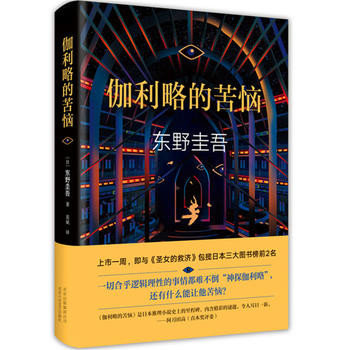 伽利略的苦恼
东野圭吾
上市一周，即与《圣女的救济》包揽日本三大图书榜前2名
一切合乎逻辑理性的事情都难不倒“神探伽利略”，
还有什么能让他苦恼？
《伽利略的苦恼》是日本推理小说史上的里程碑，内含精彩的谜题，令人耳目一新。
——阿刀田高（直木奖评委）
伽利略的苦恼
〔日〕东野圭吾 著
袁斌 译